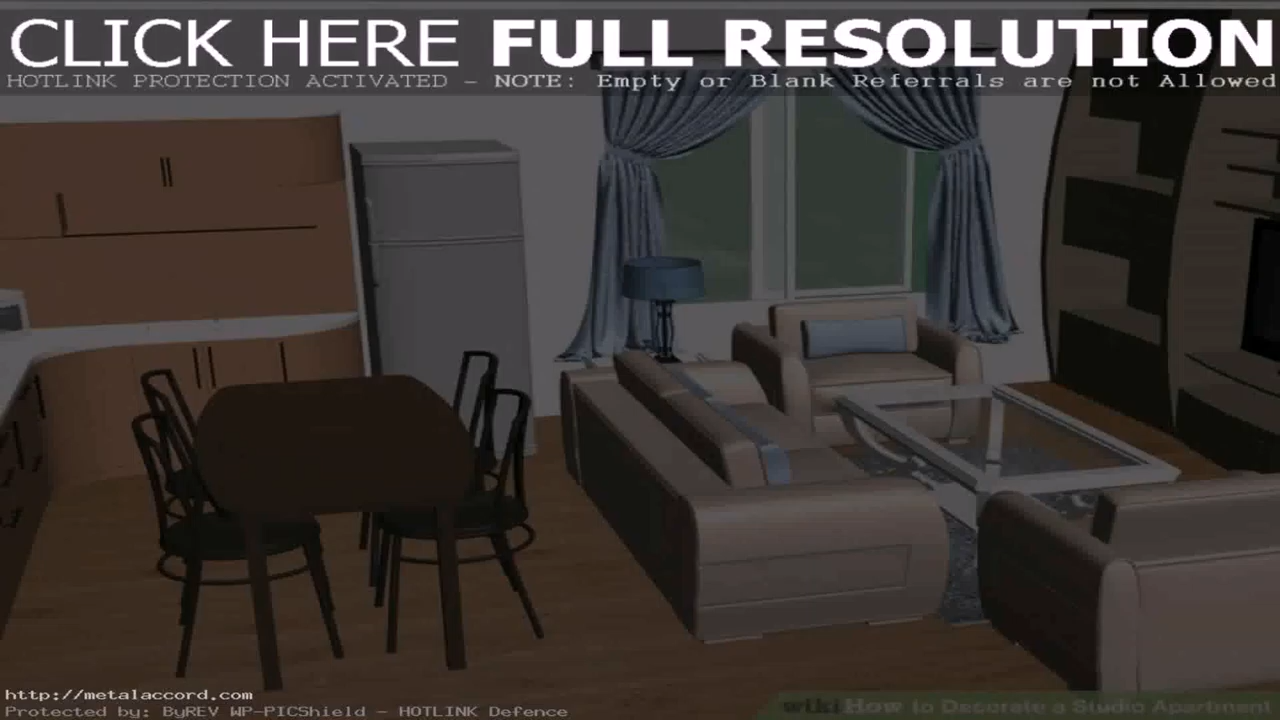 CLICK HERE FULL RESOLUTION
HOTLINK PROTECTION ACTIVATED - NOTE: Empty or Blank Referrals are not Allowed
http://metalaccord.com
Protected by: ByREV WP-PICShield - HOTLINK Defence
wikiHow to Decorate a Studio Apartment